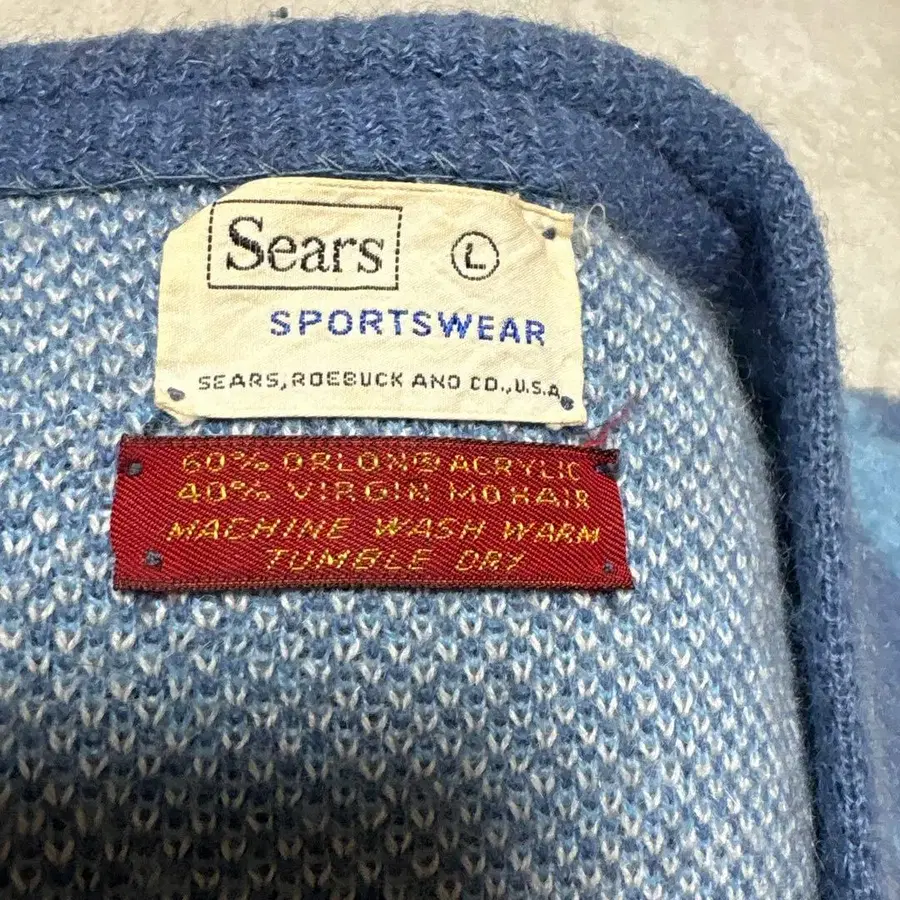 Sears
L
SPORTSWEAR
SEARS, ROEBUCK AND CO., U.S.A.
60% ORLON® ACRYLIC
40% VIRGIN MOHAIR
MACHINE WASH WARM
TUMBLE DRY